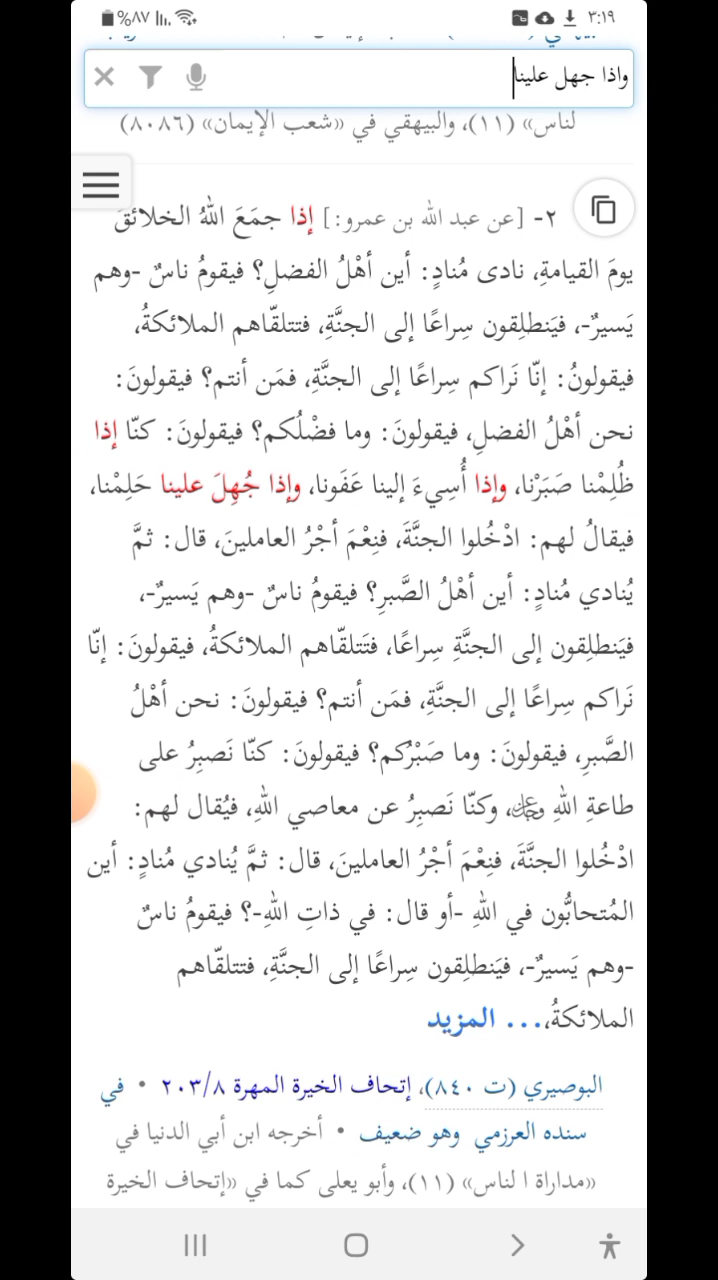 ٣:١٩ ٨٧%
واذا جهل علينا
لناس» (١١)، والبيهقي في «شعب الإيمان» (٨٠٨٦)
٢- [عن عبد الله بن عمرو:] إذا جمَعَ اللهُ الخلائقَ
يومَ القيامةِ، نادى مُنادٍ: أين أهْلُ الفضلِ؟ فيقومُ ناسٌ -وهم
يَسيرٌ-، فيَنطلِقون سِراعًا إلى الجنَّةِ، فتتلقّاهم الملائكةُ،
فيقولونُ: إنّا نَراكم سِراعًا إلى الجنَّةِ، فمَن أنتم؟ فيقولونَ:
نحن أهْلُ الفضلِ، فيقولونَ: وما فضْلُكم؟ فيقولونَ: كنّا إذا
ظُلِمْنا صَبَرْنا، وإذا أُسِيءَ إلينا عَفَونا، وإذا جُهِلَ علينا حَلِمْنا،
فيقالُ لهم: ادْخُلوا الجنَّةَ، فنِعْمَ أجْرُ العاملينَ، قال: ثمَّ
يُنادي مُنادٍ: أين أهْلُ الصَّبرِ؟ فيقومُ ناسٌ -وهم يَسيرٌ-،
فيَنطلِقون إلى الجنَّةِ سِراعًا، فتَتلقّاهم الملائكةُ، فيقولونَ: إنّا
نَراكم سِراعًا إلى الجنَّةِ، فمَن أنتم؟ فيقولونَ: نحن أهْلُ
الصَّبرِ، فيقولونَ: وما صَبْرُكم؟ فيقولونَ: كنّا نَصبِرُ على
طاعةِ اللهِ ﷿، وكنّا نَصبِرُ عن معاصي اللهِ، فيُقال لهم:
ادْخُلوا الجنَّةَ، فنِعْمَ أجْرُ العاملينَ، قال: ثمَّ يُنادي مُنادٍ: أين
المُتحابُّون في اللهِ -أو قال: في ذاتِ اللهِ-؟ فيقومُ ناسٌ
-وهم يَسيرٌ-، فيَنطلِقون سِراعًا إلى الجنَّةِ، فتتلقّاهم
الملائكةُ،... المزيد
البوصيري (ت ٨٤٠)، إتحاف الخيرة المهرة ٨/٢٠٣ • في
سنده العرزمي وهو ضعيف • أخرجه ابن أبي الدنيا في
«مداراة ا لناس» (١١)، وأبو يعلى كما في «إتحاف الخيرة